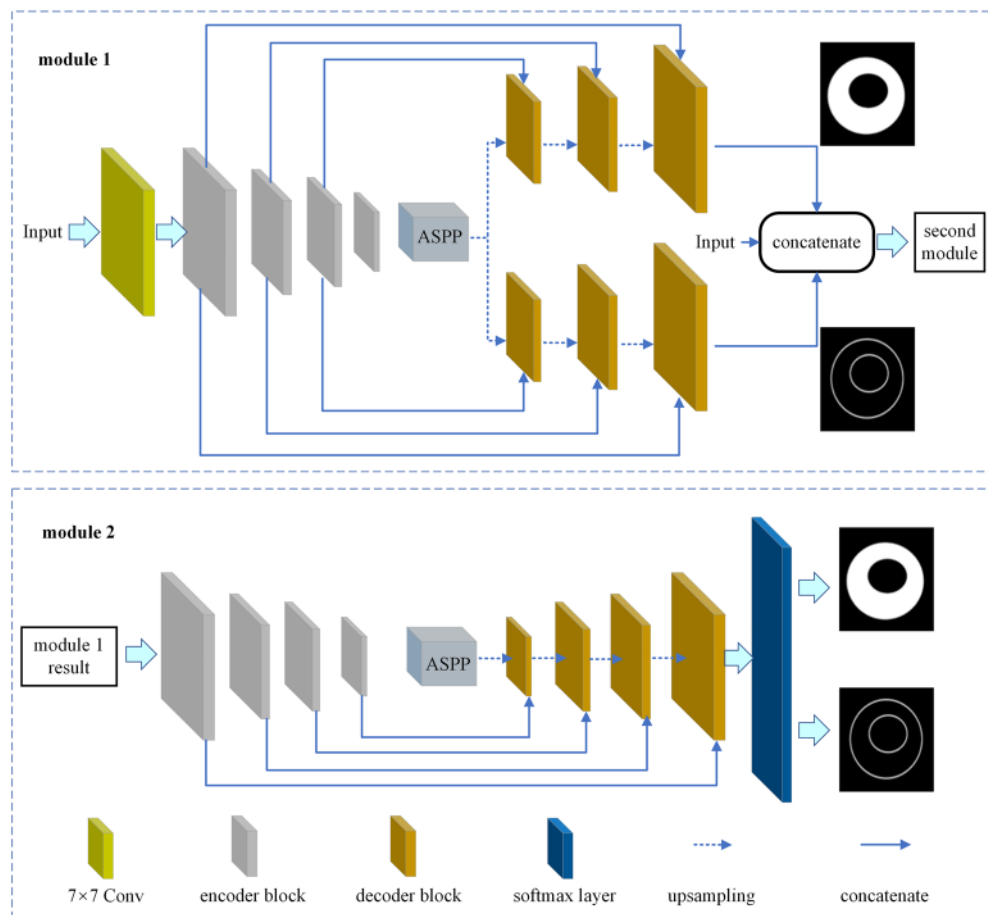 module 1
Input
ASPP
Input
concatenate
second
module
module 2
module 1
result
ASPP
7×7 Conv
encoder block
decoder block
softmax layer
upsampling
concatenate